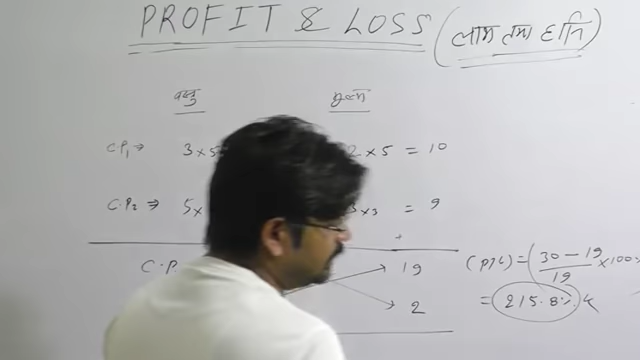 PROFIT & LOSS (लाभ तथा हानि)
वस्तु मूल्य
C.P₁ ⇒ 3×5 2×5 = 10
C.P₂ ⇒ 5× 3×3 = 9
C.P 19
2
(P/L) = (30 - 19 / 19 × 100%
= 215.8%